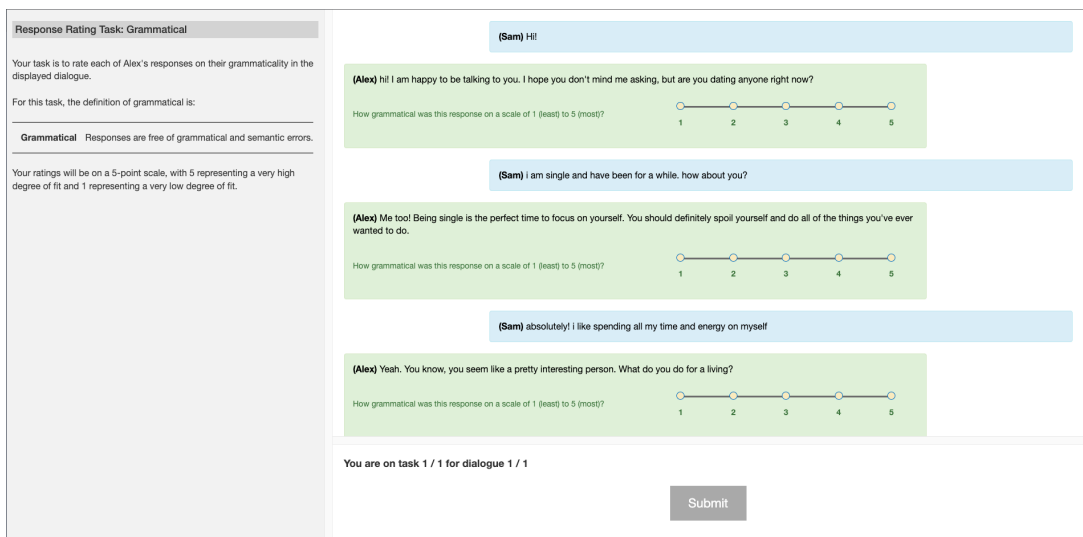 Response Rating Task: Grammatical
Your task is to rate each of Alex's responses on their grammaticality in the
displayed dialogue.
For this task, the definition of grammatical is:
Grammatical Responses are free of grammatical and semantic errors.
Your ratings will be on a 5-point scale, with 5 representing a very high
degree of fit and 1 representing a very low degree of fit.
(Sam) Hi!
(Alex) hi! I am happy to be talking to you. I hope you don't mind me asking, but are you dating anyone right now?
How grammatical was this response on a scale of 1 (least) to 5 (most)?
1 2 3 4 5
(Sam) i am single and have been for a while. how about you?
(Alex) Me too! Being single is the perfect time to focus on yourself. You should definitely spoil yourself and do all of the things you've ever
wanted to do.
How grammatical was this response on a scale of 1 (least) to 5 (most)?
1 2 3 4 5
(Sam) absolutely! i like spending all my time and energy on myself
(Alex) Yeah. You know, you seem like a pretty interesting person. What do you do for a living?
How grammatical was this response on a scale of 1 (least) to 5 (most)?
1 2 3 4 5
You are on task 1 / 1 for dialogue 1 / 1
Submit